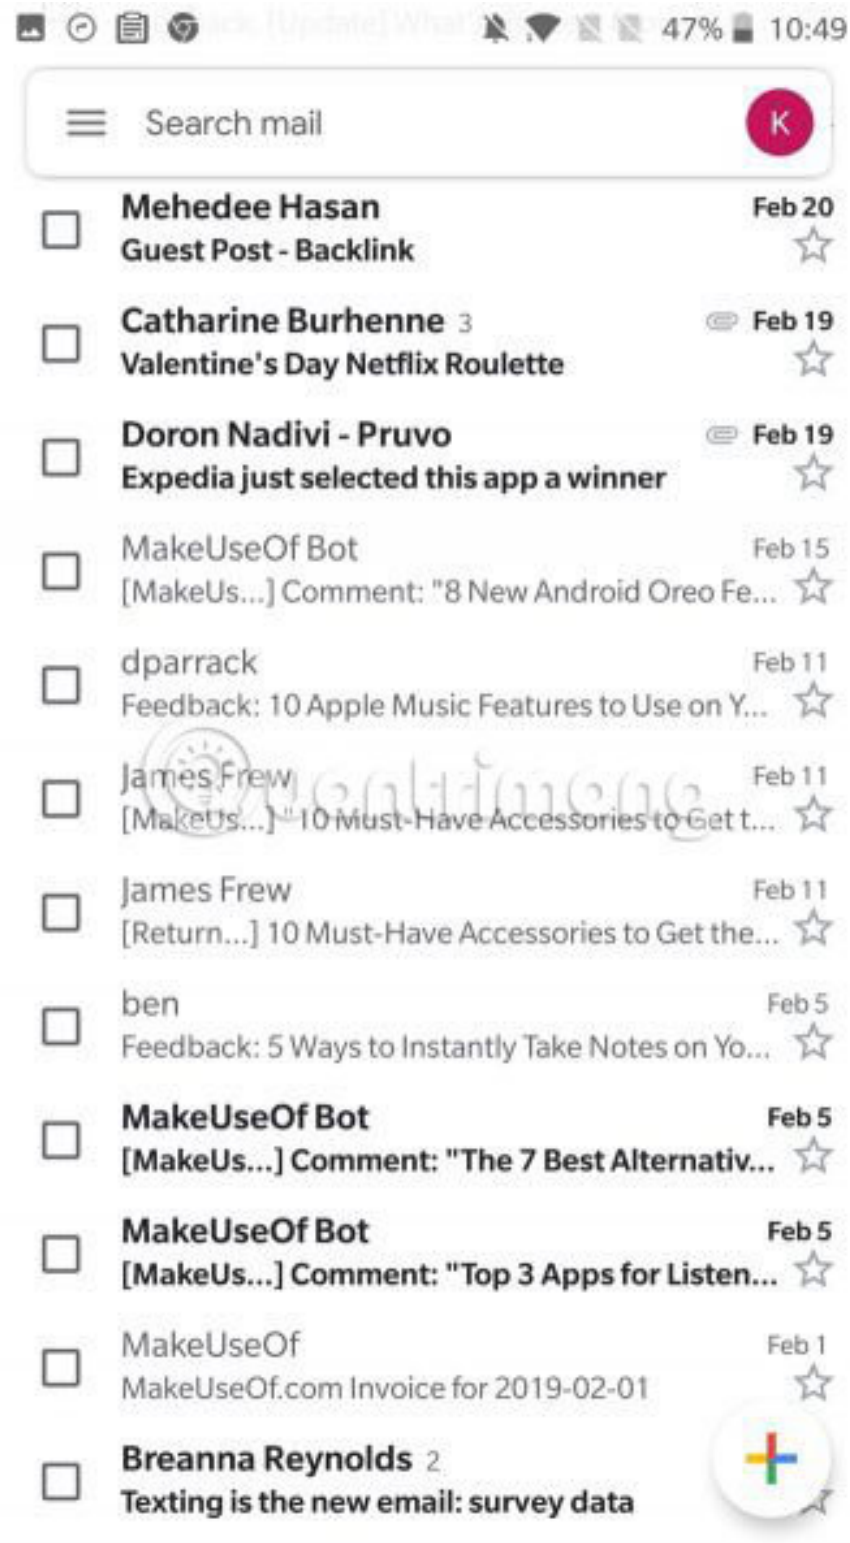 47% 10:49
Search mail K
Mehedee Hasan Feb 20
Guest Post - Backlink
Catharine Burhenne 3 Feb 19
Valentine's Day Netflix Roulette
Doron Nadivi - Pruvo Feb 19
Expedia just selected this app a winner
MakeUseOf Bot Feb 15
[MakeUs...] Comment: "8 New Android Oreo Fe...
dparrack Feb 11
Feedback: 10 Apple Music Features to Use on Y...
James Frew Feb 11
[MakeUs...] "10 Must-Have Accessories to Get t...
James Frew Feb 11
[Return...] 10 Must-Have Accessories to Get the...
ben Feb 5
Feedback: 5 Ways to Instantly Take Notes on Yo...
MakeUseOf Bot Feb 5
[MakeUs...] Comment: "The 7 Best Alternativ...
MakeUseOf Bot Feb 5
[MakeUs...] Comment: "Top 3 Apps for Listen...
MakeUseOf Feb 1
MakeUseOf.com Invoice for 2019-02-01
Breanna Reynolds 2
Texting is the new email: survey data